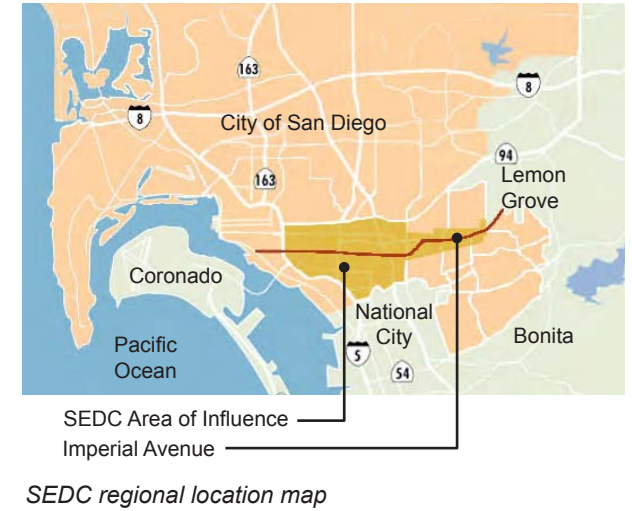 163
8
8
City of San Diego
94
163
Lemon
Grove
Coronado
National
City
Bonita
Pacific
Ocean
5
54
SEDC Area of Influence
Imperial Avenue
SEDC regional location map